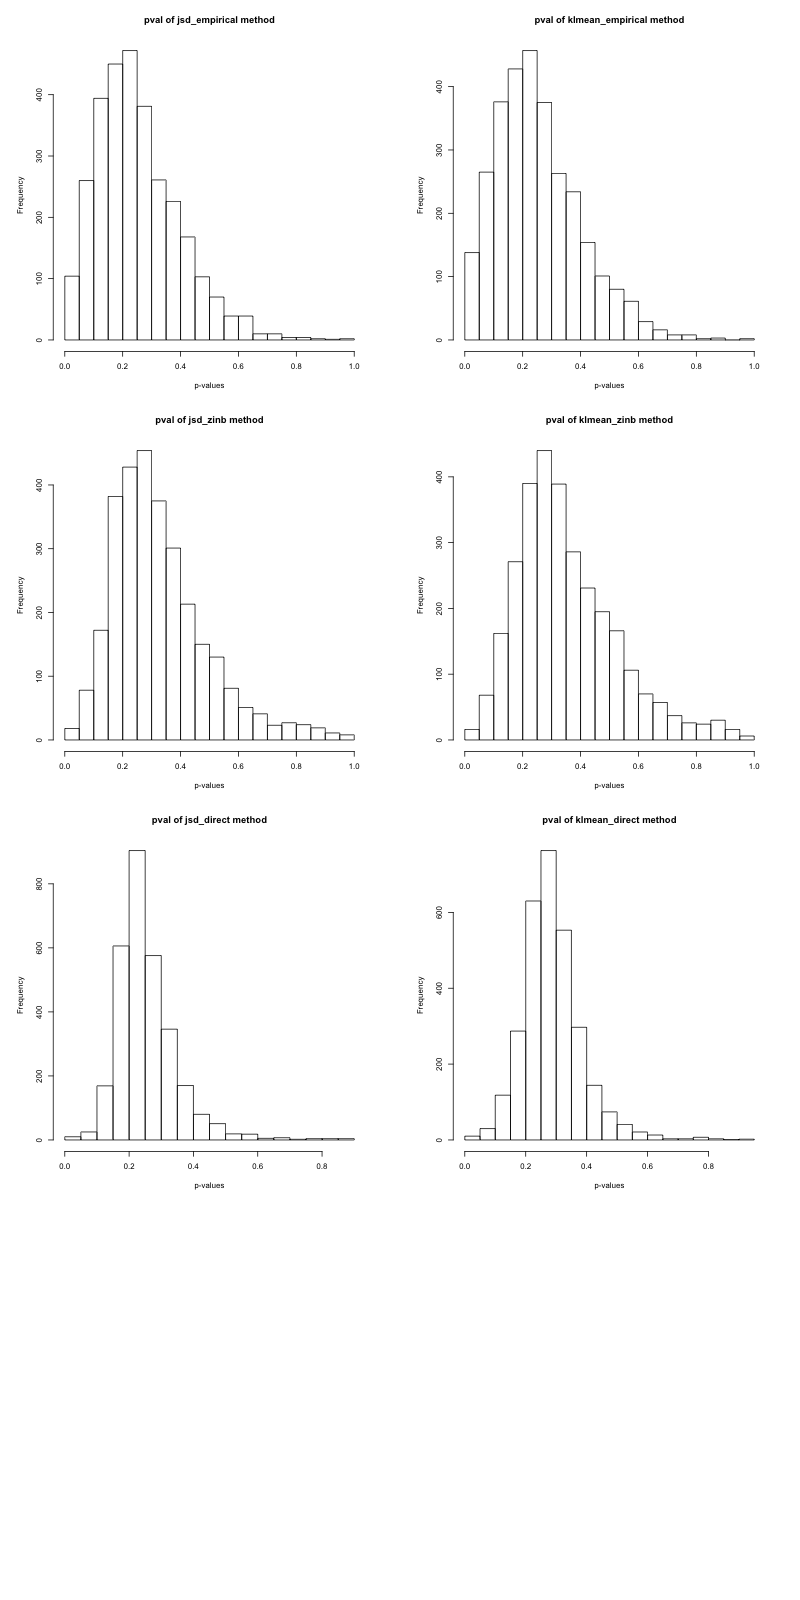 pval of jsd_empirical method
Frequency
0 100 200 300 400
0.0 0.2 0.4 0.6 0.8 1.0
p-values
pval of klmean_empirical method
Frequency
0 100 200 300 400
0.0 0.2 0.4 0.6 0.8 1.0
p-values
pval of jsd_zinb method
Frequency
0 100 200 300 400
0.0 0.2 0.4 0.6 0.8 1.0
p-values
pval of klmean_zinb method
Frequency
0 100 200 300 400
0.0 0.2 0.4 0.6 0.8 1.0
p-values
pval of jsd_direct method
Frequency
0 200 400 600 800
0.0 0.2 0.4 0.6 0.8
p-values
pval of klmean_direct method
Frequency
0 200 400 600
0.0 0.2 0.4 0.6 0.8
p-values